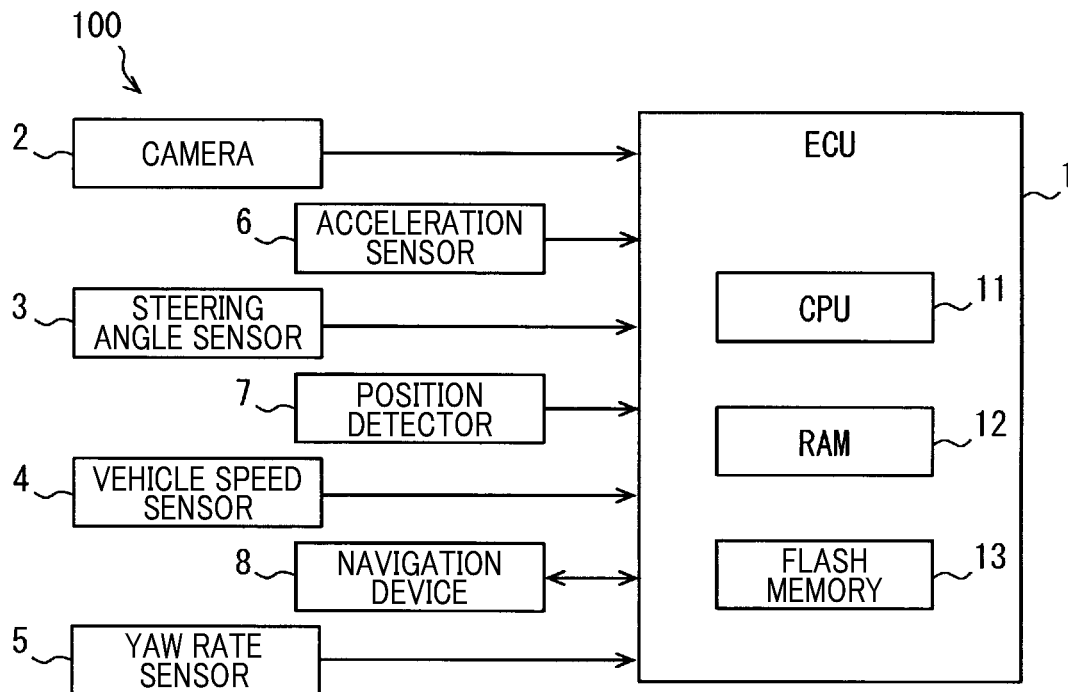 100
2
CAMERA
ECU
1
6
ACCELERATION
SENSOR
3
STEERING
ANGLE SENSOR
CPU
11
7
POSITION
DETECTOR
RAM
12
4
VEHICLE SPEED
SENSOR
8
NAVIGATION
DEVICE
FLASH
MEMORY
13
5
YAW RATE
SENSOR